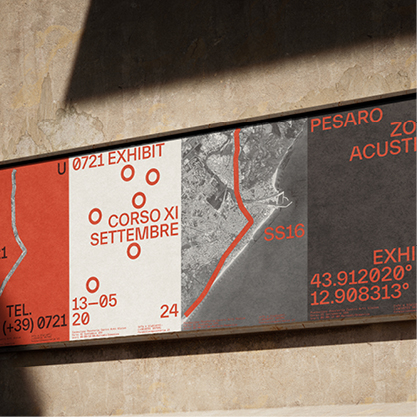 U
1
TEL.
(+39) 0721
0721 EXHIBIT
CORSO XI
SETTEMBRE
13—05
20
24
SS16
PESARO
ZO
ACUSTI
EXHI
43.912020°
12.908313°